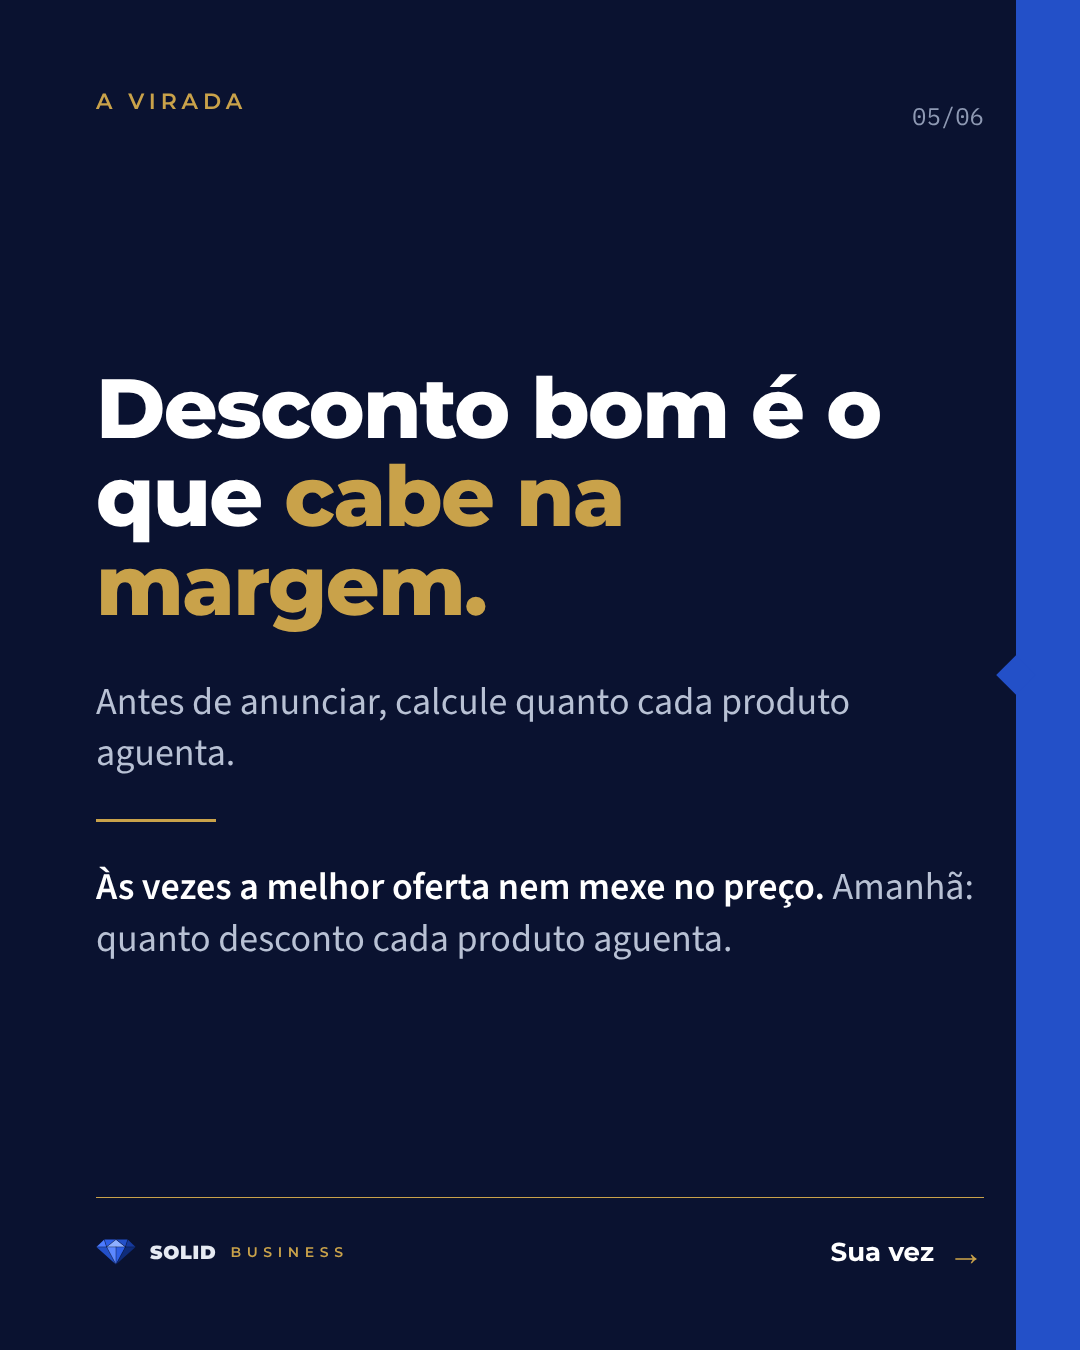 A VIRADA
05/06
Desconto bom é o
que cabe na
margem.
Antes de anunciar, calcule quanto cada produto
aguenta.
Às vezes a melhor oferta nem mexe no preço. Amanhã:
quanto desconto cada produto aguenta.
SOLID BUSINESS
Sua vez →